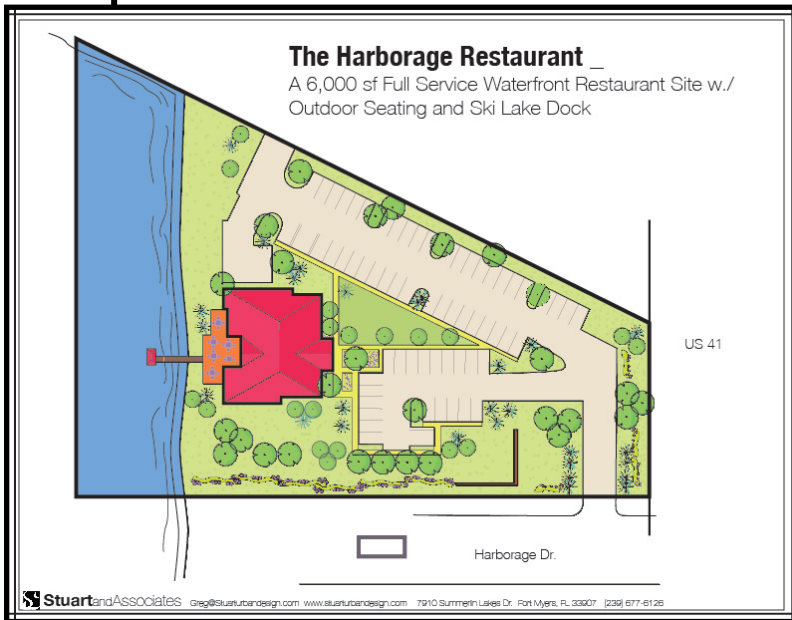 The Harborage Restaurant _
A 6,000 sf Full Service Waterfront Restaurant Site w./
Outdoor Seating and Ski Lake Dock
US 41
Harborage Dr.
StuartandAssociates Greg@Stuarturbandesign.com www.stuarturbandesign.com 7910 Summerlin Lakes Dr. Fort Myers, FL 33907 (239) 677-6126